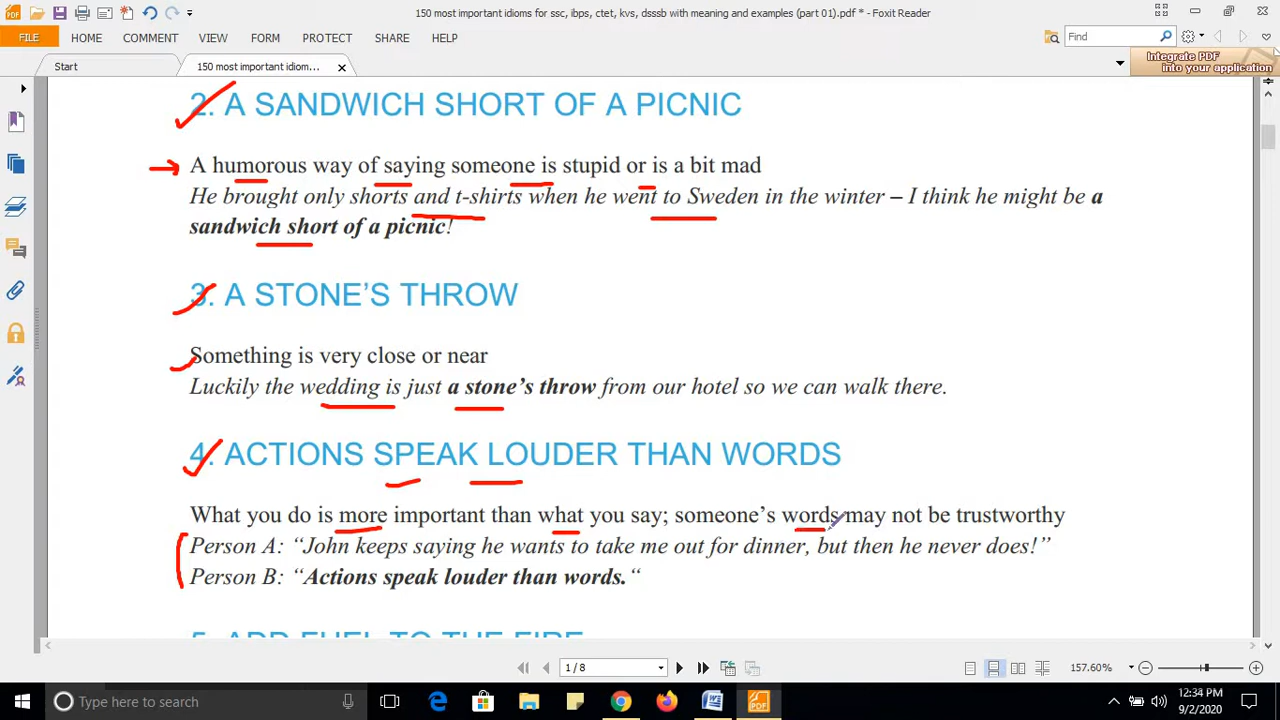 150 most important idioms for ssc, ibps, ctet, kvs, dsssb with meaning and examples (part 01).pdf * - Foxit Reader
FILE HOME COMMENT VIEW FORM PROTECT SHARE HELP Find
Start 150 most important idiom... Integrate PDF
into your application
2. A SANDWICH SHORT OF A PICNIC
A humorous way of saying someone is stupid or is a bit mad
He brought only shorts and t-shirts when he went to Sweden in the winter – I think he might be a
sandwich short of a picnic!
3. A STONE’S THROW
Something is very close or near
Luckily the wedding is just a stone’s throw from our hotel so we can walk there.
4. ACTIONS SPEAK LOUDER THAN WORDS
What you do is more important than what you say; someone’s words may not be trustworthy
Person A: “John keeps saying he wants to take me out for dinner, but then he never does!”
Person B: “Actions speak louder than words.“
5. ADD FUEL TO THE FIRE
1 / 8 157.60%
Type here to search 12:34 PM
9/2/2020